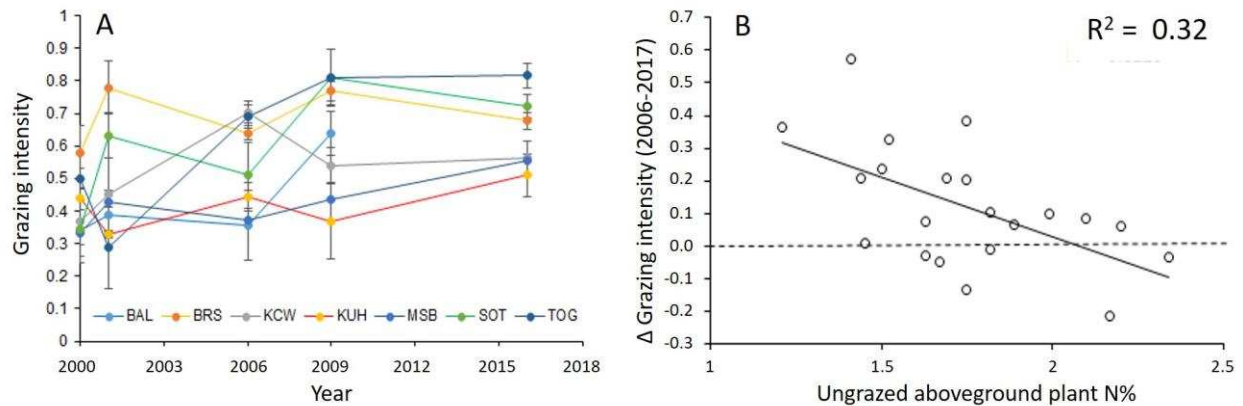 A
Grazing intensity
1
0.9
0.8
0.7
0.6
0.5
0.4
0.3
0.2
0.1
0
BAL BRS KCW KUH MSB SOT TOG
2000 2003 2006 2009 2012 2015 2018
Year
B
R² = 0.32
Δ Grazing intensity (2006-2017)
0.7
0.6
0.5
0.4
0.3
0.2
0.1
0.0
-0.1
-0.2
-0.3
1 1.5 2 2.5
Ungrazed aboveground plant N%